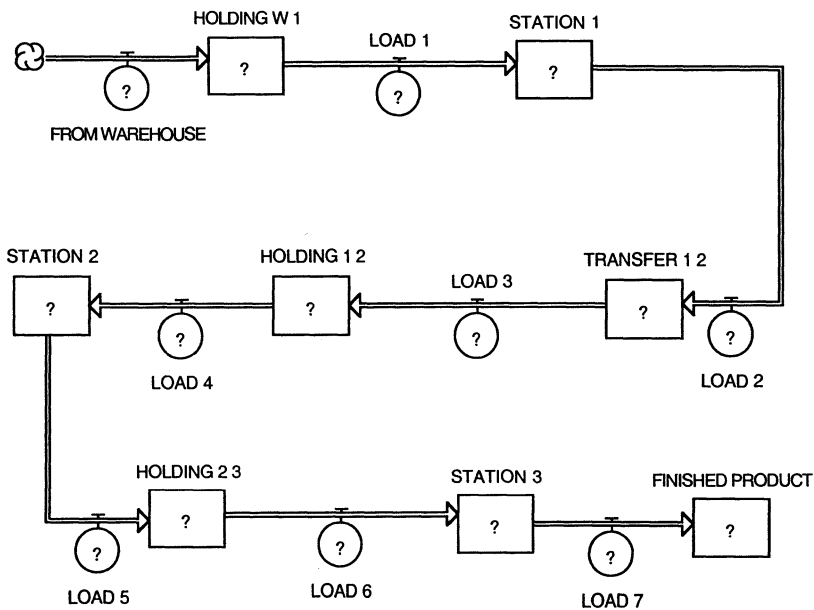 HOLDING W 1
LOAD 1
STATION 1
?
?
?
?
?
FROM WAREHOUSE
STATION 2
HOLDING 1 2
LOAD 3
TRANSFER 1 2
?
?
?
?
?
?
LOAD 4
LOAD 2
HOLDING 2 3
STATION 3
FINISHED PRODUCT
?
?
?
?
?
?
LOAD 5
LOAD 6
LOAD 7